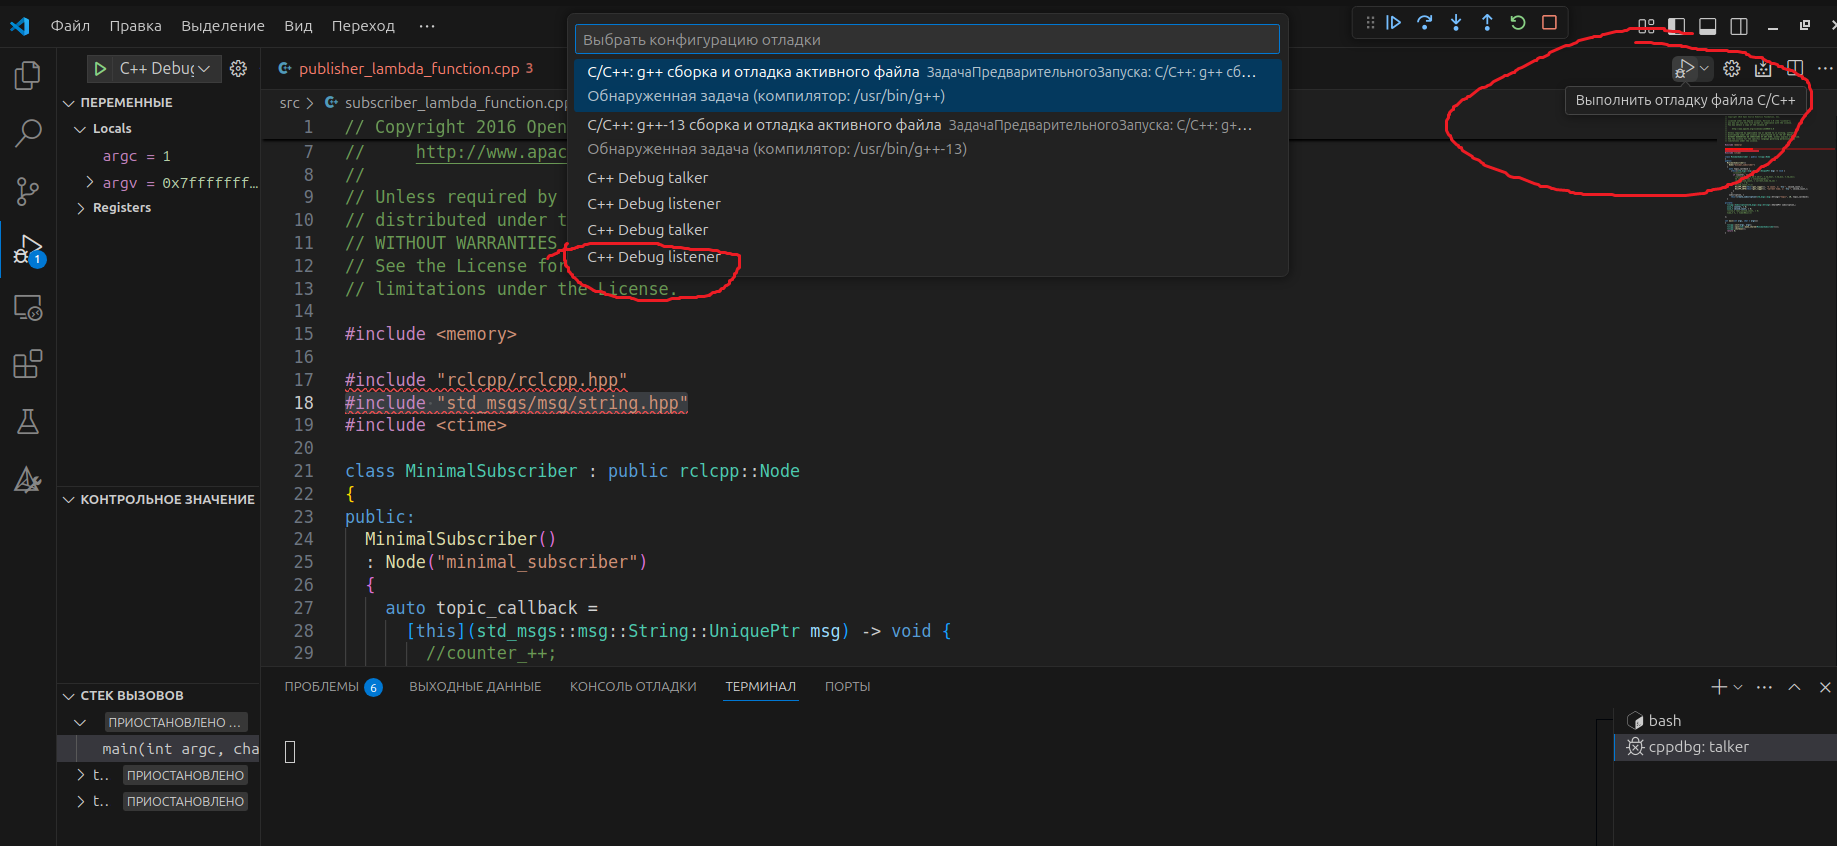 Файл Правка Выделение Вид Переход ···
Выбрать конфигурацию отладки
C/C++: g++ сборка и отладка активного файла ЗадачаПредварительногоЗапуска: C/C++: g++ сб…
Обнаруженная задача (компилятор: /usr/bin/g++)
C/C++: g++-13 сборка и отладка активного файла ЗадачаПредварительногоЗапуска: C/C++: g+…
Обнаруженная задача (компилятор: /usr/bin/g++-13)
C++ Debug talker
C++ Debug listener
C++ Debug talker
C++ Debug listener
C++ Debug
Выполнить отладку файла C/C++
ПЕРЕМЕННЫЕ
Locals
argc = 1
argv = 0x7fffffff…
Registers
1
КОНТРОЛЬНОЕ ЗНАЧЕНИЕ
СТЕК ВЫЗОВОВ
ПРИОСТАНОВЛЕНО …
main(int argc, cha
t.. ПРИОСТАНОВЛЕНО
t.. ПРИОСТАНОВЛЕНО
publisher_lambda_function.cpp 3
src > subscriber_lambda_function.cpp
1 // Copyright 2016 Open
7 // http://www.apac
8 //
9 // Unless required by
10 // distributed under t
11 // WITHOUT WARRANTIES
12 // See the License for
13 // limitations under the License.
14
15 #include <memory>
16
17 #include "rclcpp/rclcpp.hpp"
18 #include "std_msgs/msg/string.hpp"
19 #include <ctime>
20
21 class MinimalSubscriber : public rclcpp::Node
22 {
23 public:
24 MinimalSubscriber()
25 : Node("minimal_subscriber")
26 {
27 auto topic_callback =
28 [this](std_msgs::msg::String::UniquePtr msg) -> void {
29 //counter_++;
ПРОБЛЕМЫ 6 ВЫХОДНЫЕ ДАННЫЕ КОНСОЛЬ ОТЛАДКИ ТЕРМИНАЛ ПОРТЫ
bash
cppdbg: talker